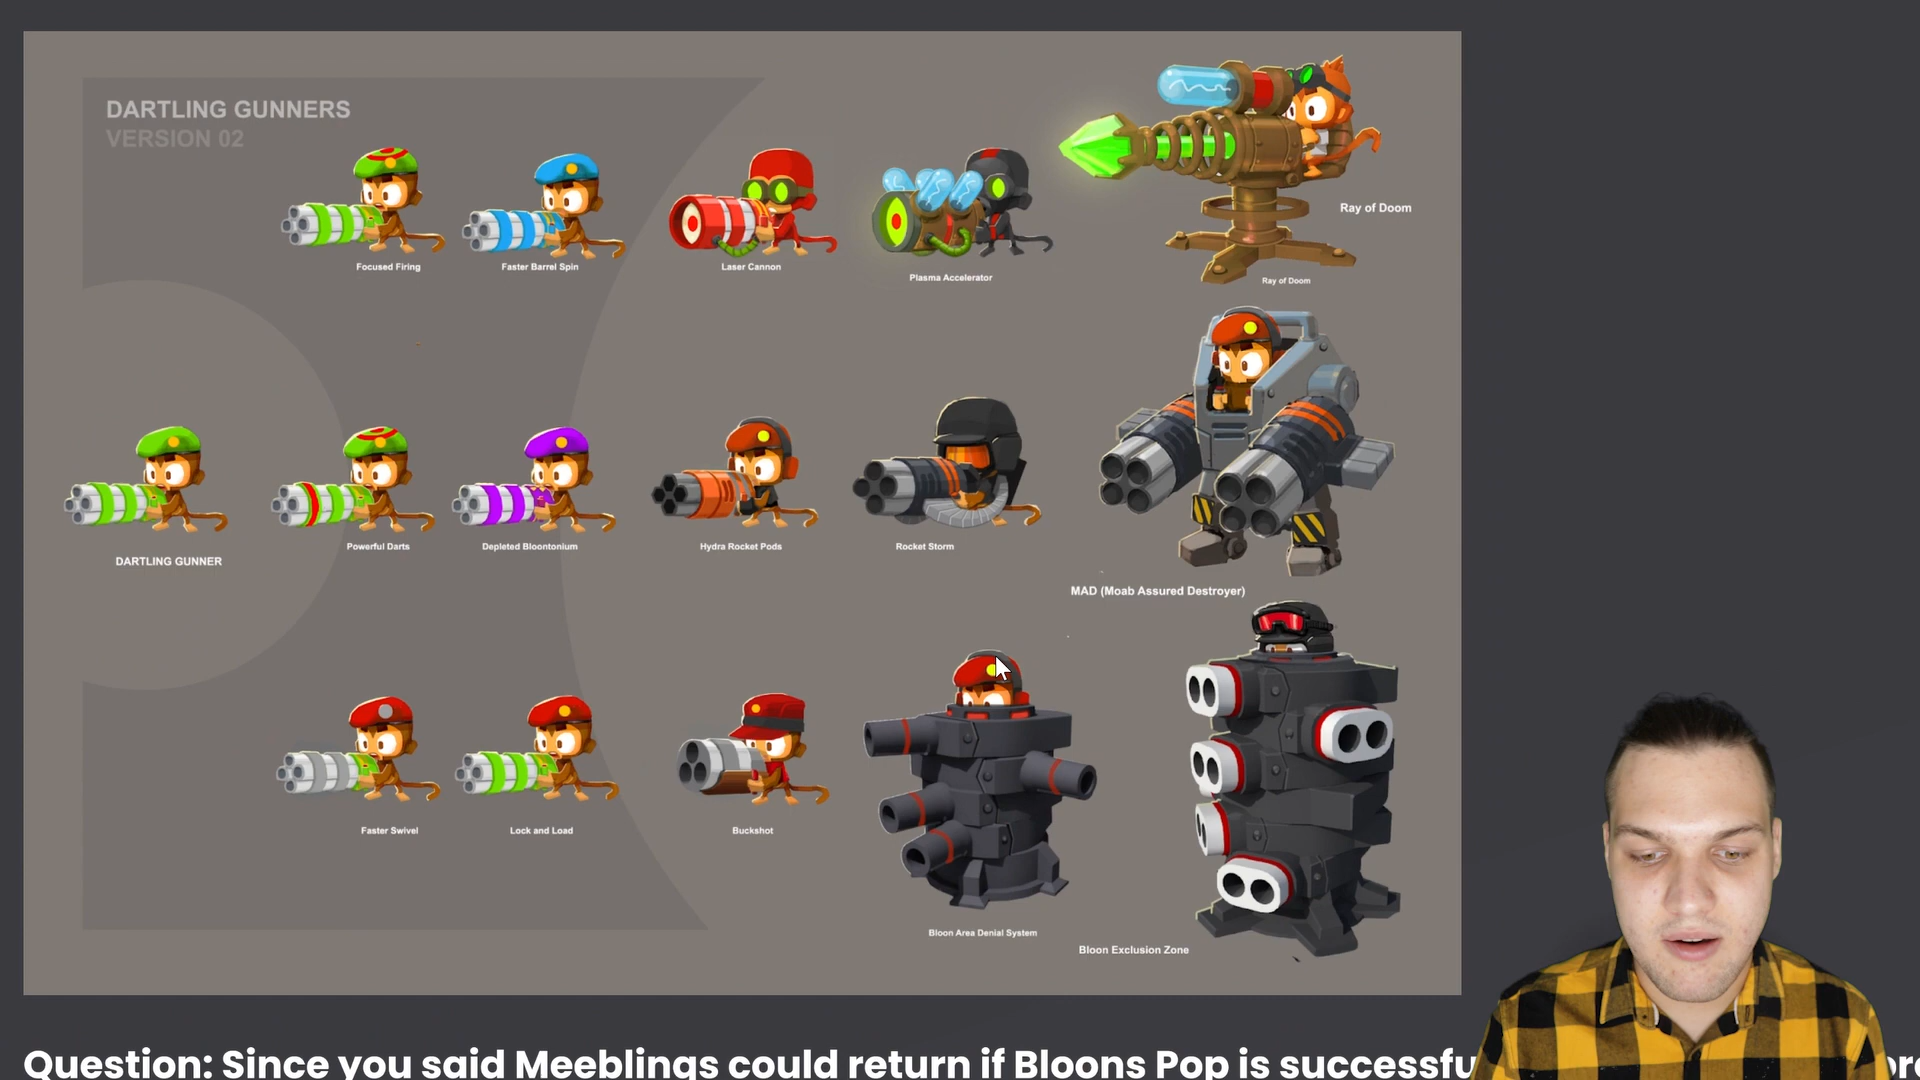 DARTLING GUNNERS
VERSION 02
Ray of Doom
Focused Firing
Faster Barrel Spin
Laser Cannon
Plasma Accelerator
Ray of Doom
Powerful Darts
Depleted Bloontonium
Hydra Rocket Pods
Rocket Storm
DARTLING GUNNER
MAD (Moab Assured Destroyer)
Faster Swivel
Lock and Load
Buckshot
Bloon Area Denial System
Bloon Exclusion Zone
Question: Since you said Meeblings could return if Bloons Pop is successfu